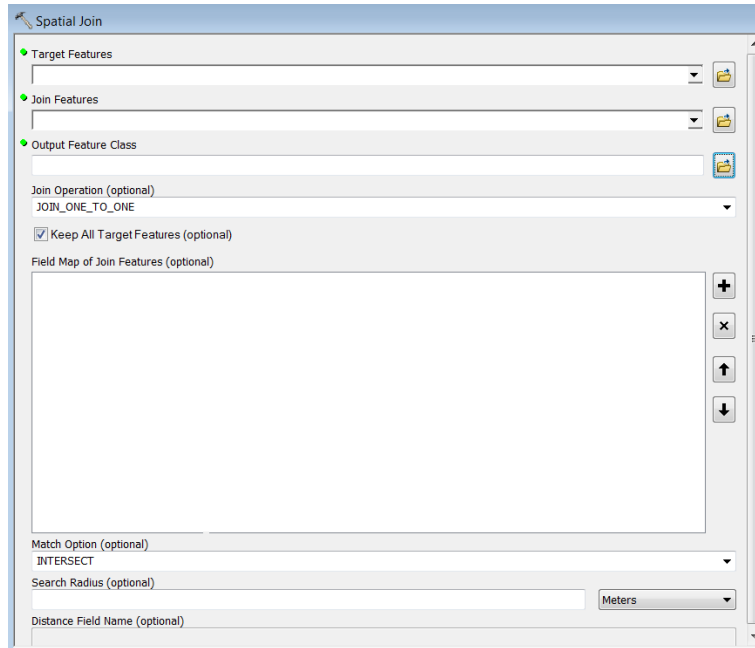 Spatial Join
Target Features
Join Features
Output Feature Class
Join Operation (optional)
JOIN_ONE_TO_ONE
Keep All Target Features (optional)
Field Map of Join Features (optional)
Match Option (optional)
INTERSECT
Search Radius (optional)
Meters
Distance Field Name (optional)